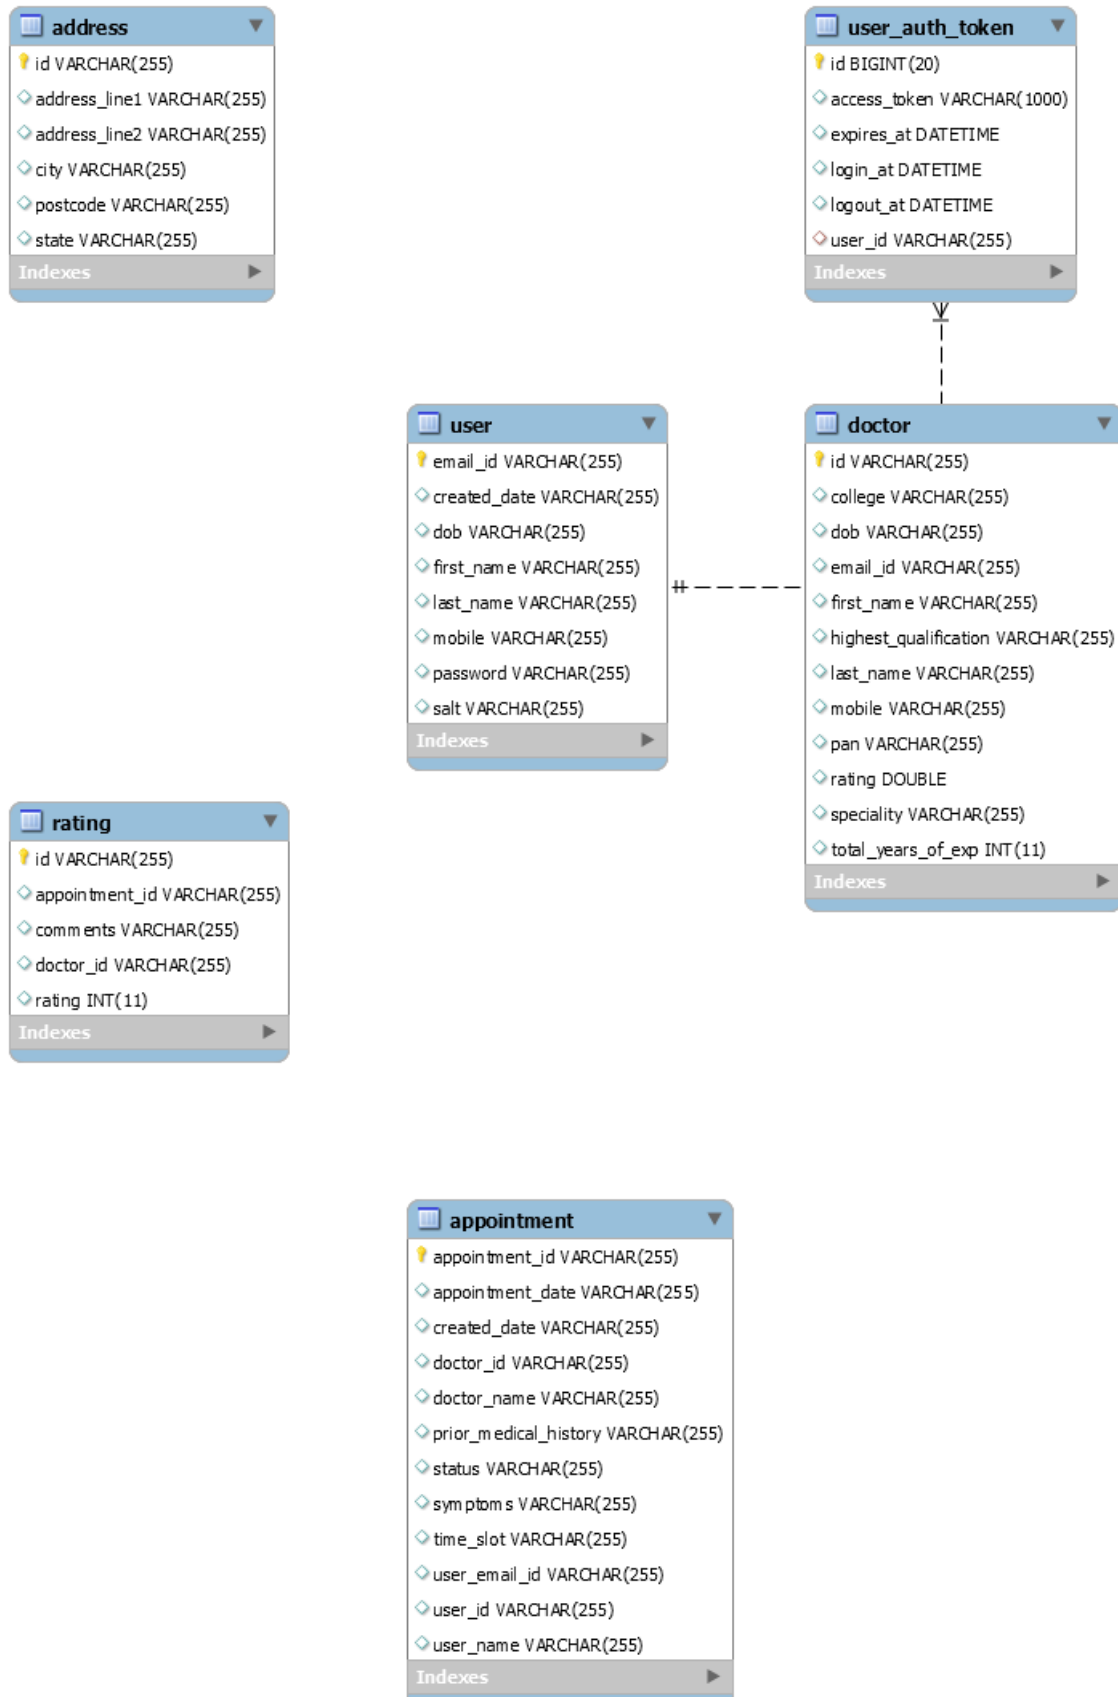 address
id VARCHAR(255)
address_line1 VARCHAR(255)
address_line2 VARCHAR(255)
city VARCHAR(255)
postcode VARCHAR(255)
state VARCHAR(255)
Indexes
user_auth_token
id BIGINT(20)
access_token VARCHAR(1000)
expires_at DATETIME
login_at DATETIME
logout_at DATETIME
user_id VARCHAR(255)
Indexes
user
email_id VARCHAR(255)
created_date VARCHAR(255)
dob VARCHAR(255)
first_name VARCHAR(255)
last_name VARCHAR(255)
mobile VARCHAR(255)
password VARCHAR(255)
salt VARCHAR(255)
Indexes
doctor
id VARCHAR(255)
college VARCHAR(255)
dob VARCHAR(255)
email_id VARCHAR(255)
first_name VARCHAR(255)
highest_qualification VARCHAR(255)
last_name VARCHAR(255)
mobile VARCHAR(255)
pan VARCHAR(255)
rating DOUBLE
speciality VARCHAR(255)
total_years_of_exp INT(11)
Indexes
rating
id VARCHAR(255)
appointment_id VARCHAR(255)
comments VARCHAR(255)
doctor_id VARCHAR(255)
rating INT(11)
Indexes
appointment
appointment_id VARCHAR(255)
appointment_date VARCHAR(255)
created_date VARCHAR(255)
doctor_id VARCHAR(255)
doctor_name VARCHAR(255)
prior_medical_history VARCHAR(255)
status VARCHAR(255)
symptoms VARCHAR(255)
time_slot VARCHAR(255)
user_email_id VARCHAR(255)
user_id VARCHAR(255)
user_name VARCHAR(255)
Indexes